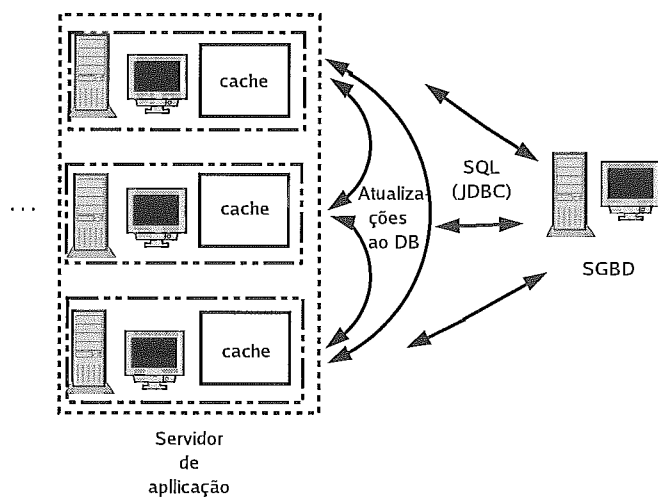 cache
cache
cache
...
Atualiza-
ções
ao DB
SQL
(JDBC)
SGBD
Servidor
de
apllicação